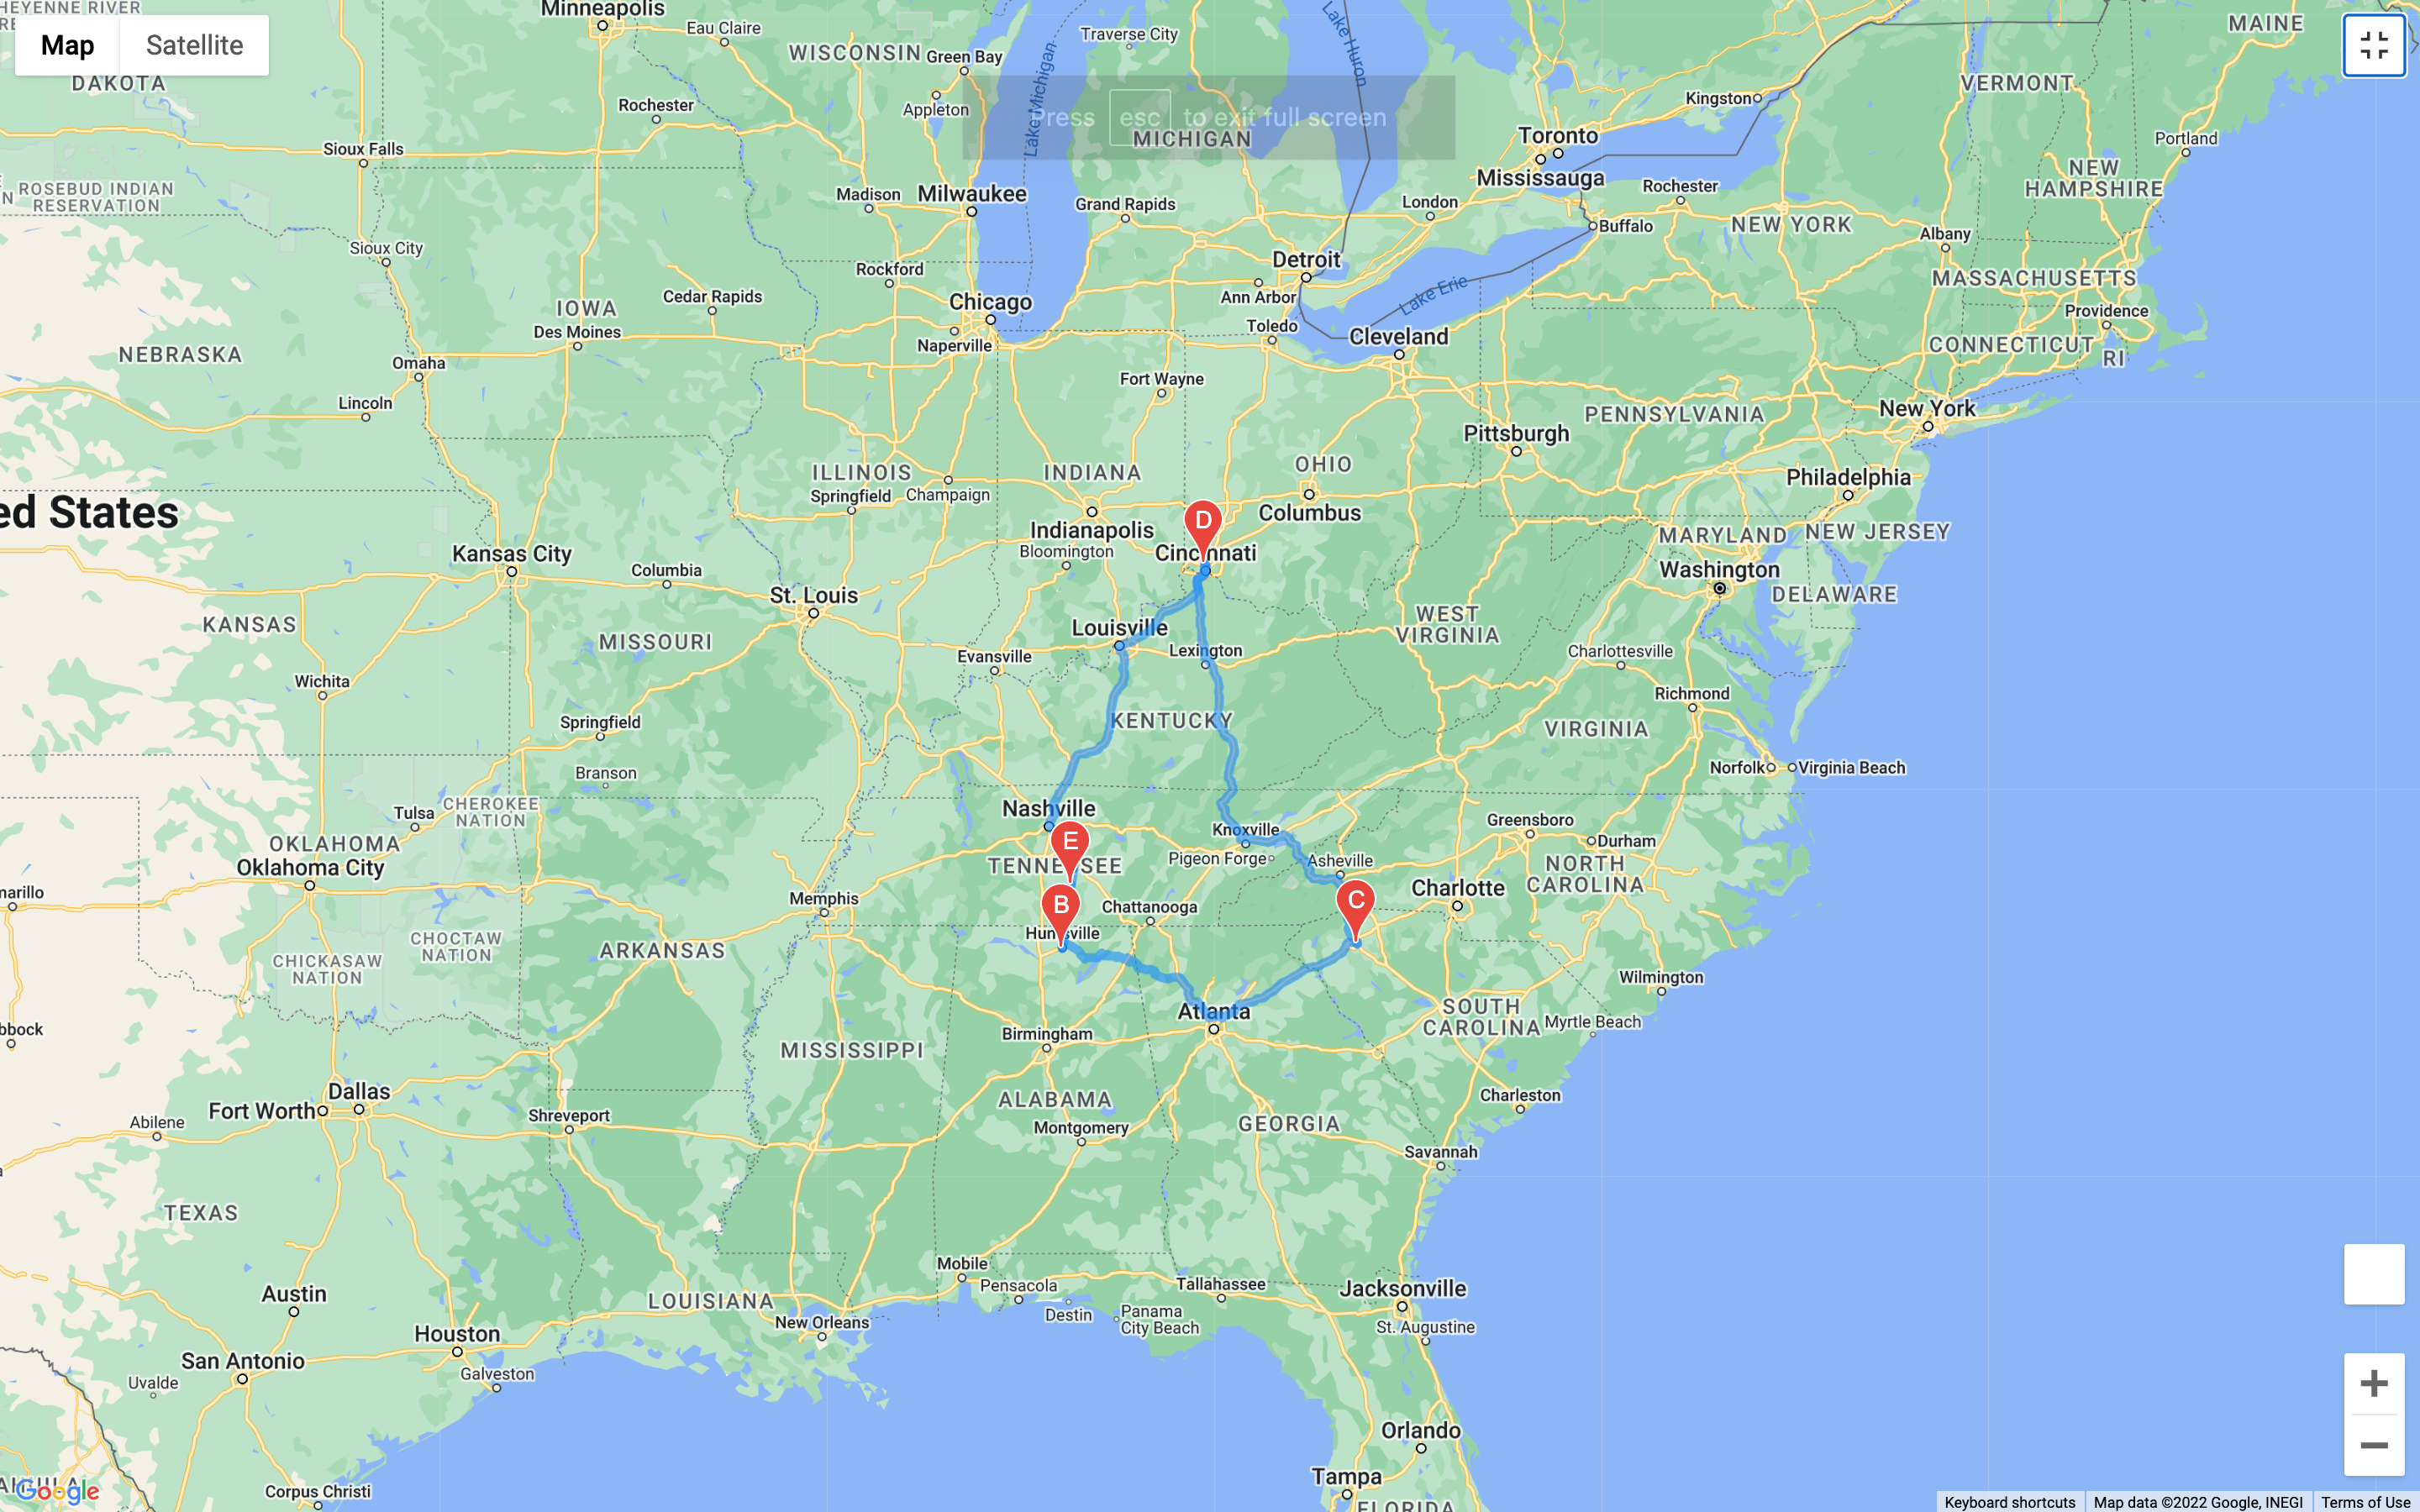 HEYENNE RIVER
RE
Minneapolis
Eau Claire
WISCONSIN
Green Bay
Traverse City
Lake Huron
MAINE
Map
Satellite
DAKOTA
Rochester
Appleton
Lake Michigan
Press esc to exit full screen
MICHIGAN
Kingston
VERMONT
Toronto
Portland
Sioux Falls
ROSEBUD INDIAN
RESERVATION
N
Madison
Milwaukee
Grand Rapids
London
Mississauga
Rochester
NEW
HAMPSHIRE
Buffalo
NEW YORK
Albany
Sioux City
Rockford
Detroit
Ann Arbor
Lake Erie
MASSACHUSETTS
IOWA
Cedar Rapids
Chicago
Des Moines
Naperville
Toledo
Cleveland
Providence
CONNECTICUT
RI
NEBRASKA
Omaha
Fort Wayne
Lincoln
PENNSYLVANIA
New York
Pittsburgh
ILLINOIS
INDIANA
OHIO
Springfield
Champaign
Philadelphia
ed States
D
Indianapolis
Columbus
MARYLAND
NEW JERSEY
Kansas City
Bloomington
Cincinnati
Columbia
Washington
St. Louis
DELAWARE
KANSAS
MISSOURI
Louisville
WEST
VIRGINIA
Evansville
Lexington
Charlottesville
Wichita
Richmond
Springfield
KENTUCKY
VIRGINIA
Branson
Norfolk
Virginia Beach
Tulsa
CHEROKEE
NATION
Nashville
Greensboro
OKLAHOMA
Knoxville
Durham
E
Oklahoma City
TENNESSEE
Pigeon Forge
Asheville
NORTH
CAROLINA
narillo
Memphis
Charlotte
B
C
Chattanooga
Huntsville
CHOCTAW
NATION
ARKANSAS
CHICKASAW
NATION
Wilmington
Atlanta
SOUTH
CAROLINA
Myrtle Beach
bbock
Birmingham
MISSISSIPPI
Dallas
Fort Worth
ALABAMA
Charleston
Abilene
Shreveport
Montgomery
GEORGIA
Savannah
TEXAS
Mobile
Pensacola
Tallahassee
Jacksonville
Austin
LOUISIANA
Destin
Panama
City Beach
New Orleans
St. Augustine
Houston
San Antonio
Galveston
Uvalde
Orlando
Tampa
Google
Corpus Christi
FLORIDA
Keyboard shortcuts
Map data ©2022 Google, INEGI
Terms of Use